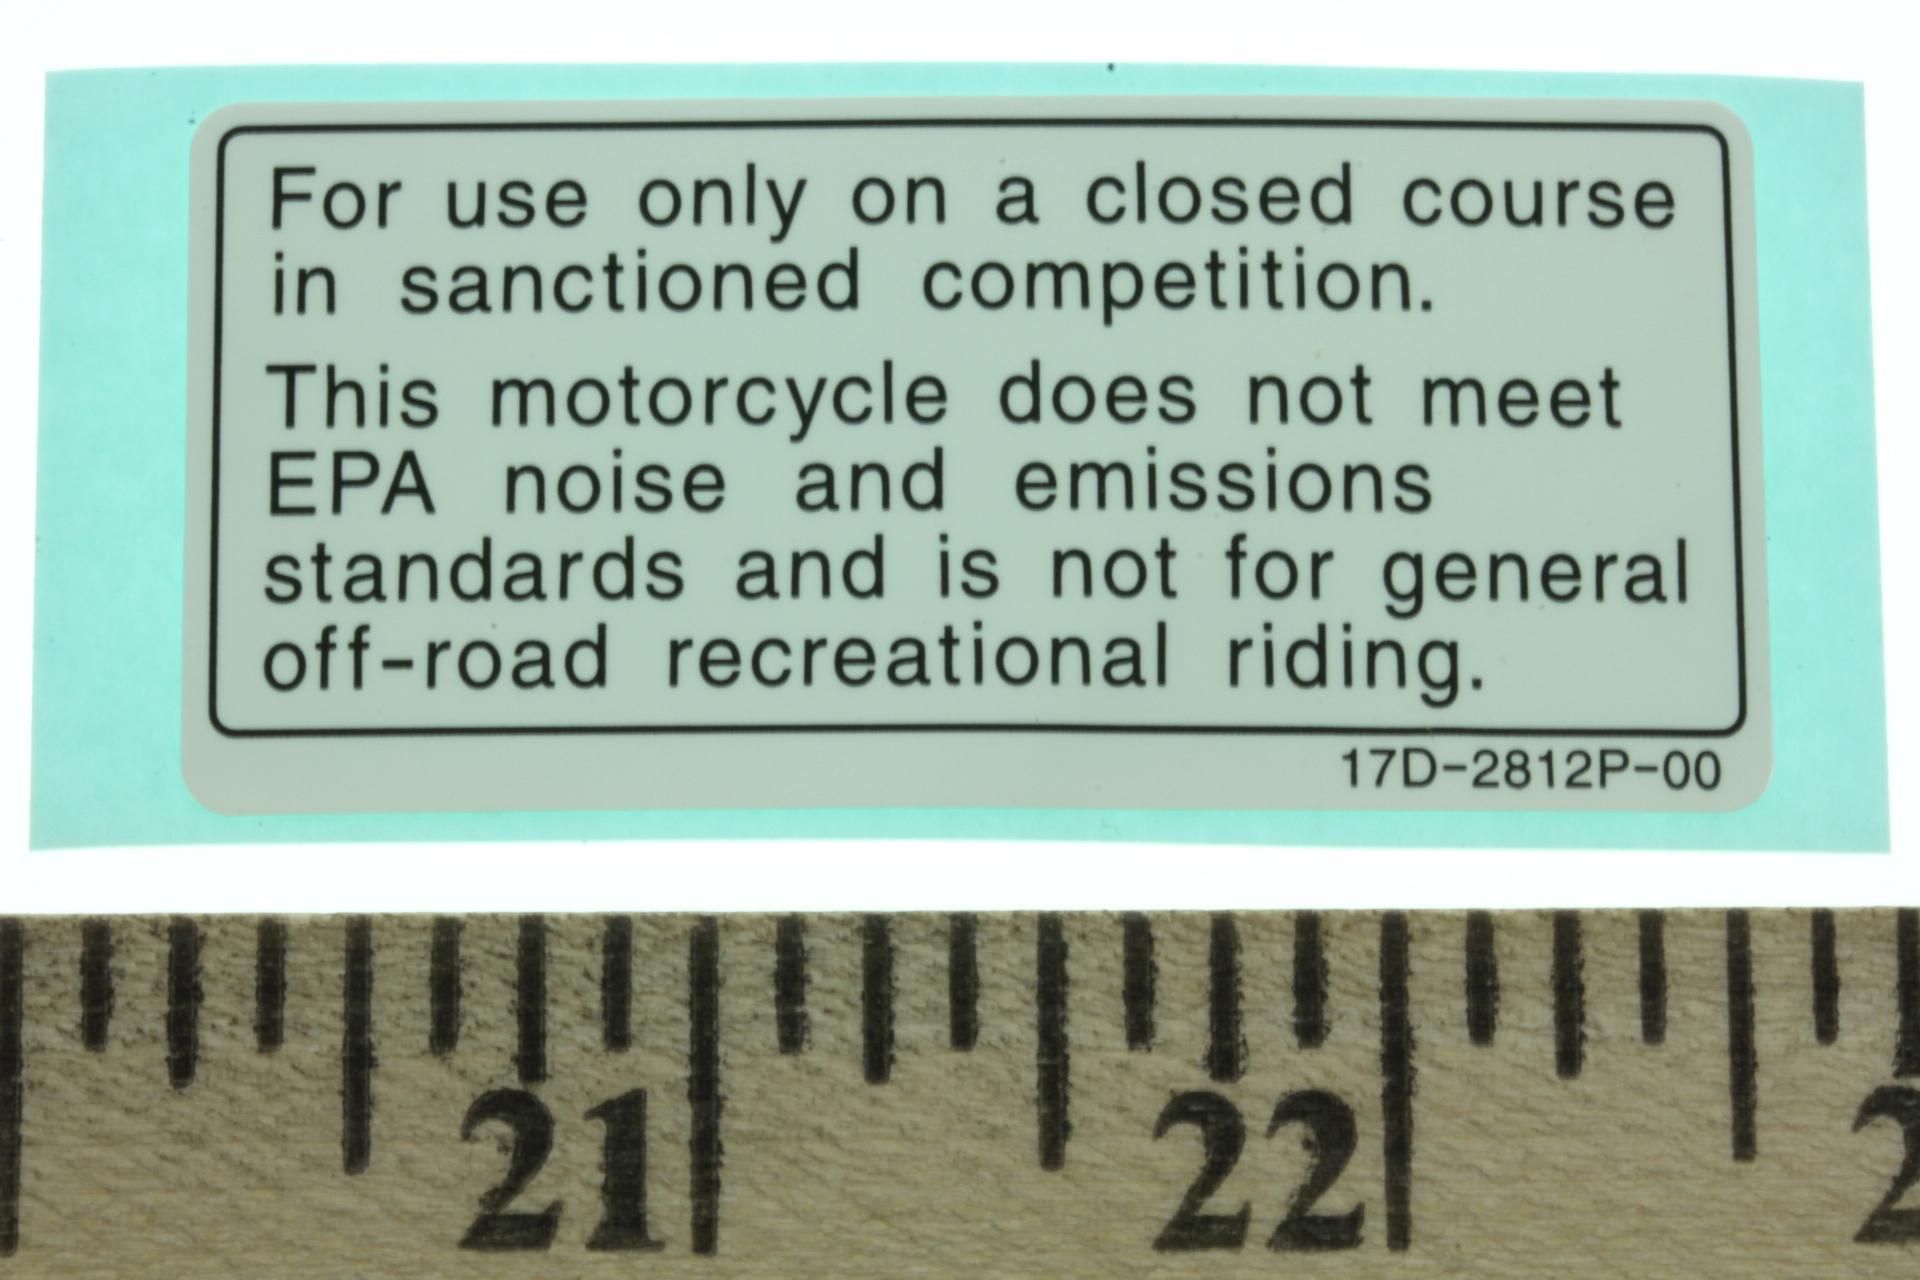 For use only on a closed course
in sanctioned competition.
This motorcycle does not meet
EPA noise and emissions
standards and is not for general
off-road recreational riding.
17D-2812P-00
21 22 2